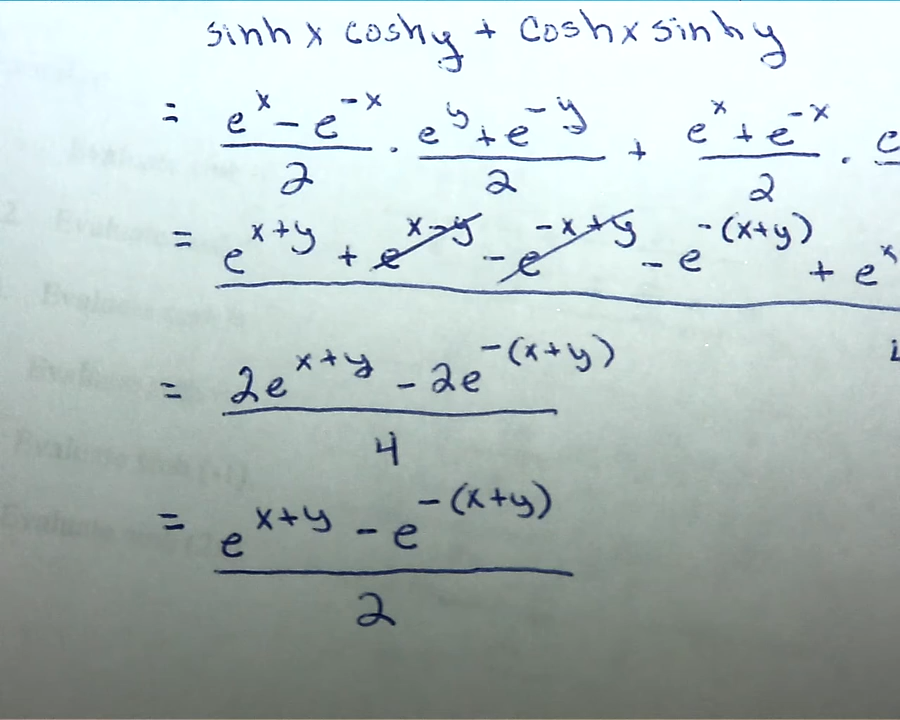 sinh x cosh y + cosh x sinh y
= (e^x - e^-x)/2 · (e^y + e^-y)/2 + (e^x + e^-x)/2 · e
= e^x+y + e^x-y - e^-x+y - e^-(x+y) + e^x
= (2e^x+y - 2e^-(x+y))/4
= (e^x+y - e^-(x+y))/2